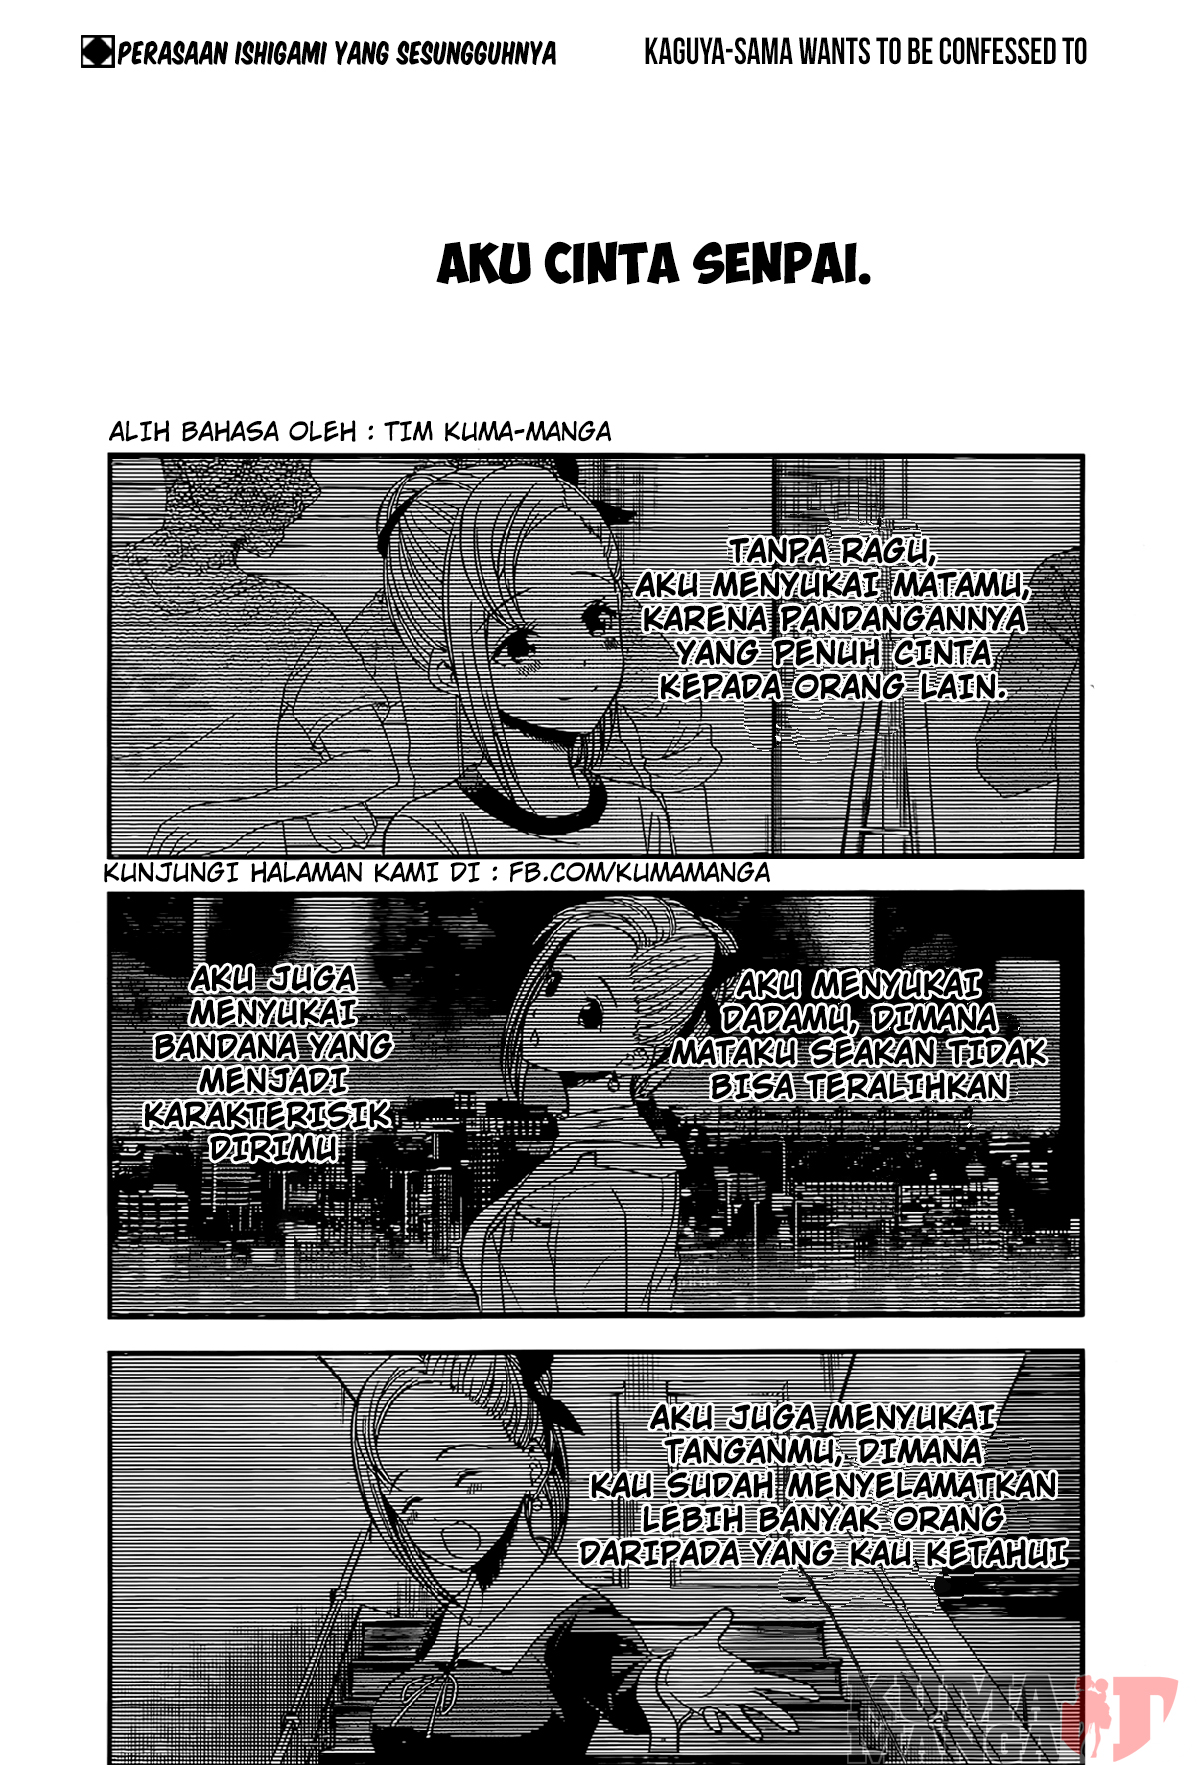 PERASAAN ISHIGAMI YANG SESUNGGUHNYA
KAGUYA-SAMA WANTS TO BE CONFESSED TO
AKU CINTA SENPAI.
ALIH BAHASA OLEH : TIM KUMA-MANGA
TANPA RAGU,
AKU MENYUKAI MATAMU,
KARENA PANDANGANNYA
YANG PENUH CINTA
KEPADA ORANG LAIN.
KUNJUNGI HALAMAN KAMI DI : FB.COM/KUMAMANGA
AKU JUGA
MENYUKAI
BANDANA YANG
MENJADI
KARAKTERISIK
DIRIMU
AKU MENYUKAI
DADAMU, DIMANA
MATAKU SEAKAN TIDAK
BISA TERALIHKAN
AKU JUGA MENYUKAI
TANGANMU, DIMANA
KAU SUDAH MENYELAMATKAN
LEBIH BANYAK ORANG
DARIPADA YANG KAU KETAHUI
KUMA
MANGA